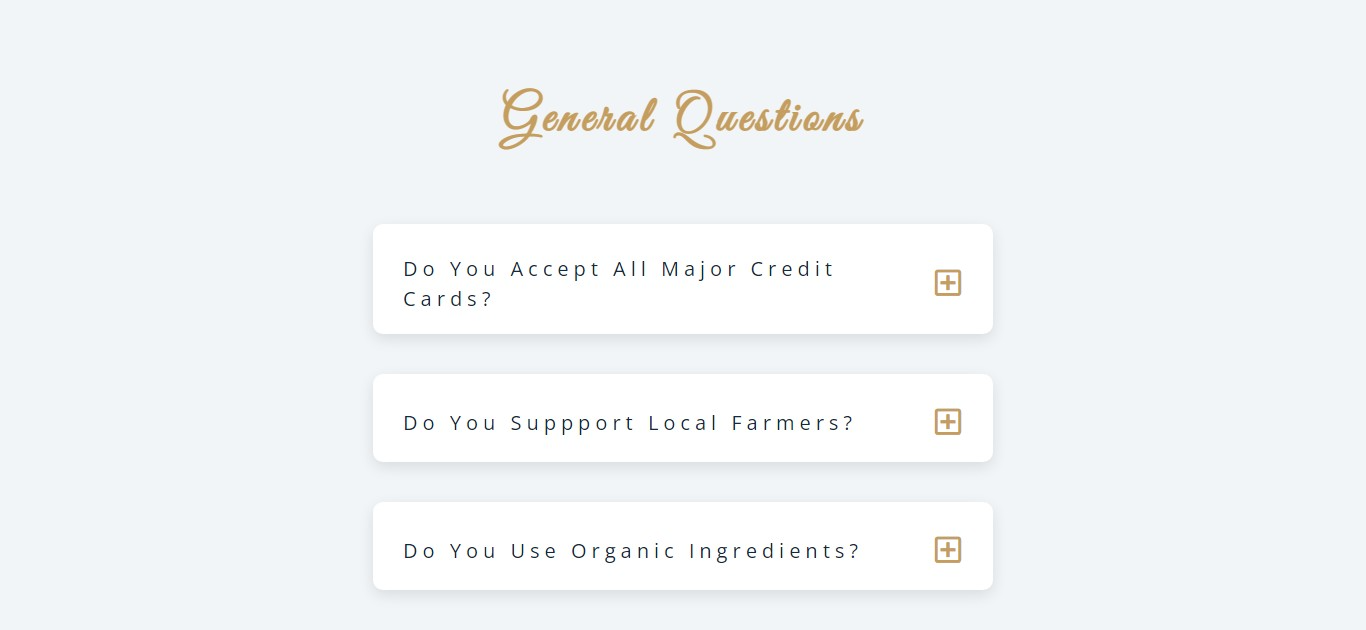 General Questions
Do You Accept All Major Credit
Cards?
Do You Suppport Local Farmers?
Do You Use Organic Ingredients?